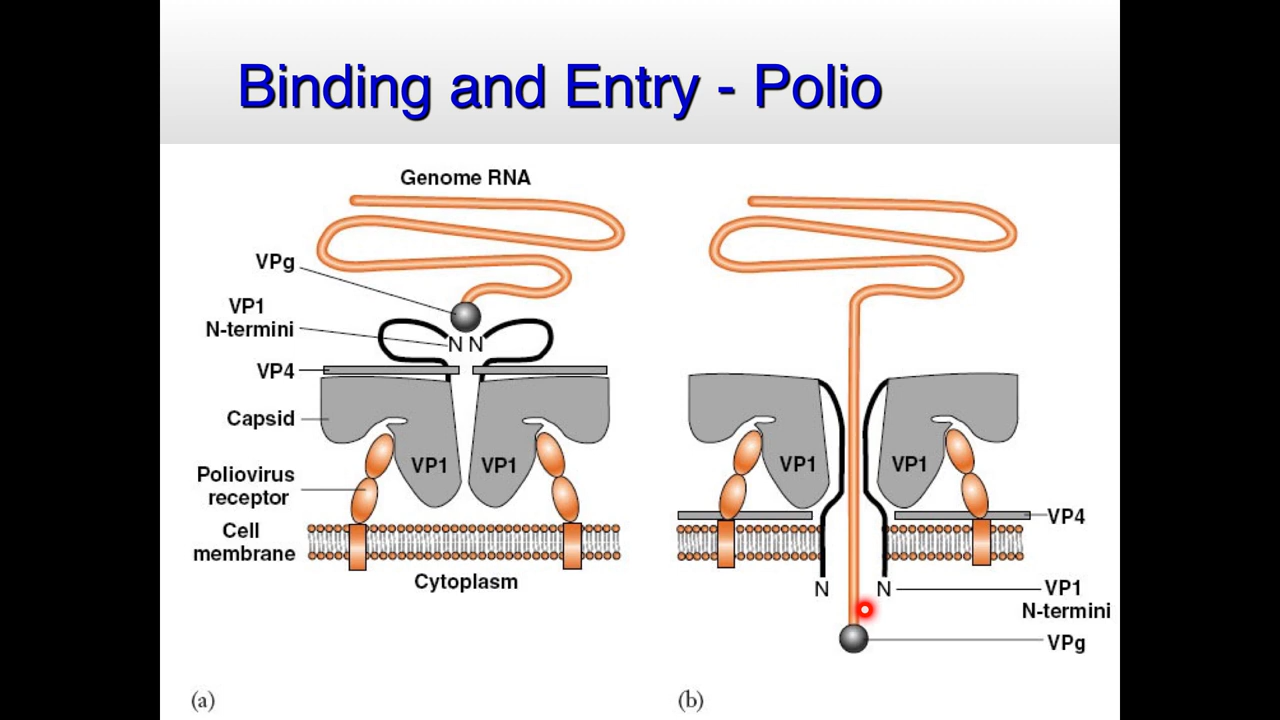 Binding and Entry - Polio
Genome RNA
VPg
VP1
N-termini
N N
VP4
Capsid
VP1 VP1
Poliovirus
receptor
Cell
membrane
Cytoplasm
(a)
VP1 VP1
VP4
N N
VP1
N-termini
VPg
(b)